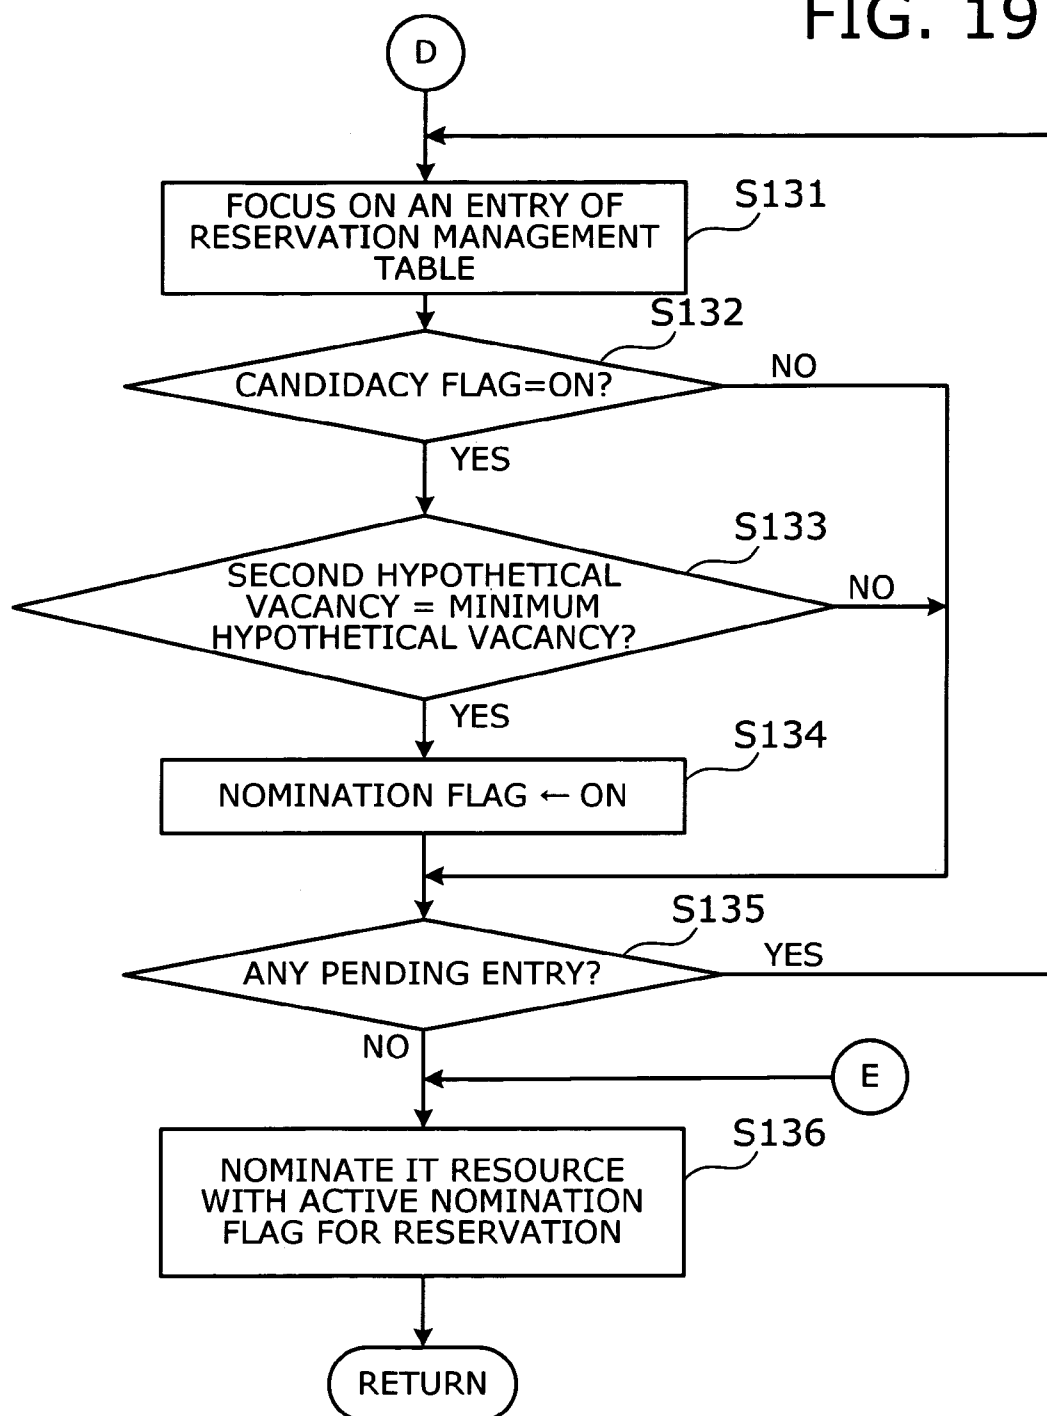 FIG. 19
D
S131
FOCUS ON AN ENTRY OF
RESERVATION MANAGEMENT
TABLE
S132
CANDIDACY FLAG=ON?
NO
YES
S133
SECOND HYPOTHETICAL
VACANCY = MINIMUM
HYPOTHETICAL VACANCY?
NO
YES
S134
NOMINATION FLAG ← ON
S135
ANY PENDING ENTRY?
YES
NO
E
S136
NOMINATE IT RESOURCE
WITH ACTIVE NOMINATION
FLAG FOR RESERVATION
RETURN